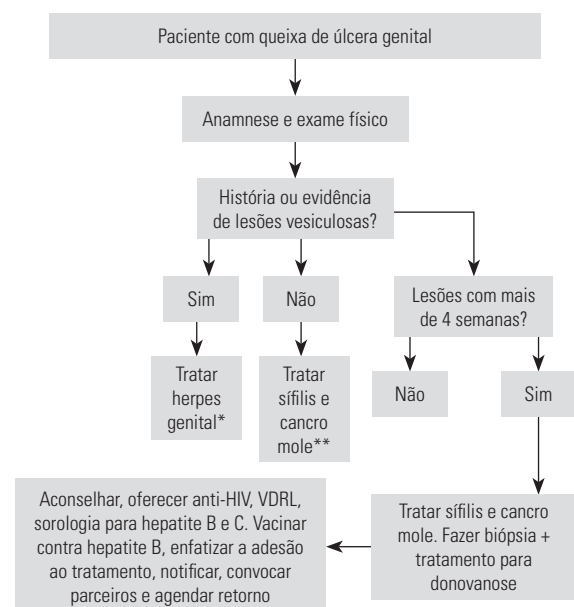 Paciente com queixa de úlcera genital
Anamnese e exame físico
História ou evidência
de lesões vesiculosas?
Sim
Não
Lesões com mais
de 4 semanas?
Tratar
herpes
genital*
Tratar
sífilis e
cancro
mole**
Não
Sim
Aconselhar, oferecer anti-HIV, VDRL,
sorologia para hepatite B e C. Vacinar
contra hepatite B, enfatizar a adesão
ao tratamento, notificar, convocar
parceiros e agendar retorno
Tratar sífilis e cancro
mole. Fazer biópsia +
tratamento para
donovanose